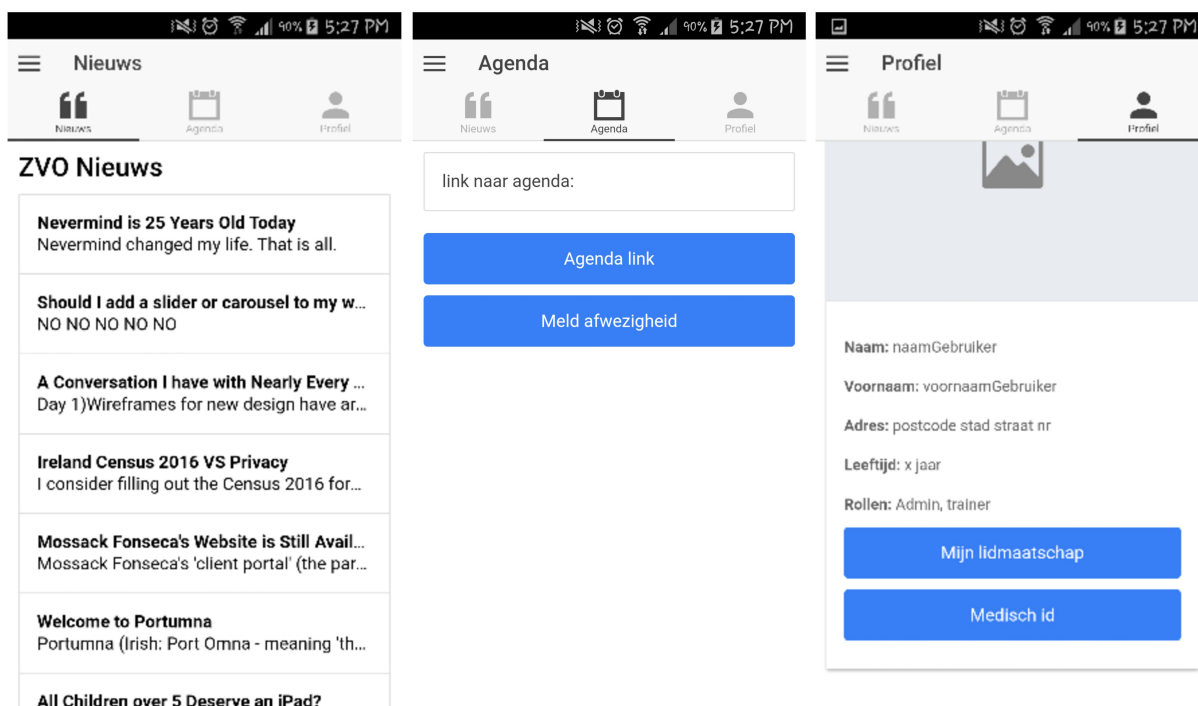 90% 5:27 PM
Nieuws
Nieuws Agenda Profiel
ZVO Nieuws
Nevermind is 25 Years Old Today
Nevermind changed my life. That is all.
Should I add a slider or carousel to my w...
NO NO NO NO NO
A Conversation I have with Nearly Every ...
Day 1)Wireframes for new design have ar...
Ireland Census 2016 VS Privacy
I consider filling out the Census 2016 for...
Mossack Fonseca's Website is Still Avail...
Mossack Fonseca's 'client portal' (the par...
Welcome to Portumna
Portumna (Irish: Port Omna - meaning 'th...
All Children over 5 Deserve an iPad?
90% 5:27 PM
Agenda
Nieuws Agenda Profiel
link naar agenda:
Agenda link
Meld afwezigheid
90% 5:27 PM
Profiel
Nieuws Agenda Profiel
Naam: naamGebruiker
Voornaam: voornaamGebruiker
Adres: postcode stad straat nr
Leeftijd: x jaar
Rollen: Admin, trainer
Mijn lidmaatschap
Medisch id